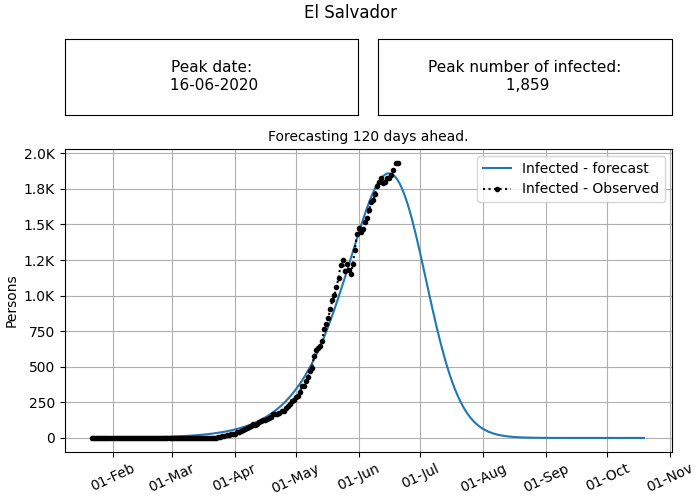 El Salvador
Peak date:
16-06-2020
Peak number of infected:
1,859
Forecasting 120 days ahead.
Infected - forecast
Infected - Observed
Persons
2.0K
1.8K
1.5K
1.2K
1.0K
750
500
250
0
01-Feb
01-Mar
01-Apr
01-May
01-Jun
01-Jul
01-Aug
01-Sep
01-Oct
01-Nov